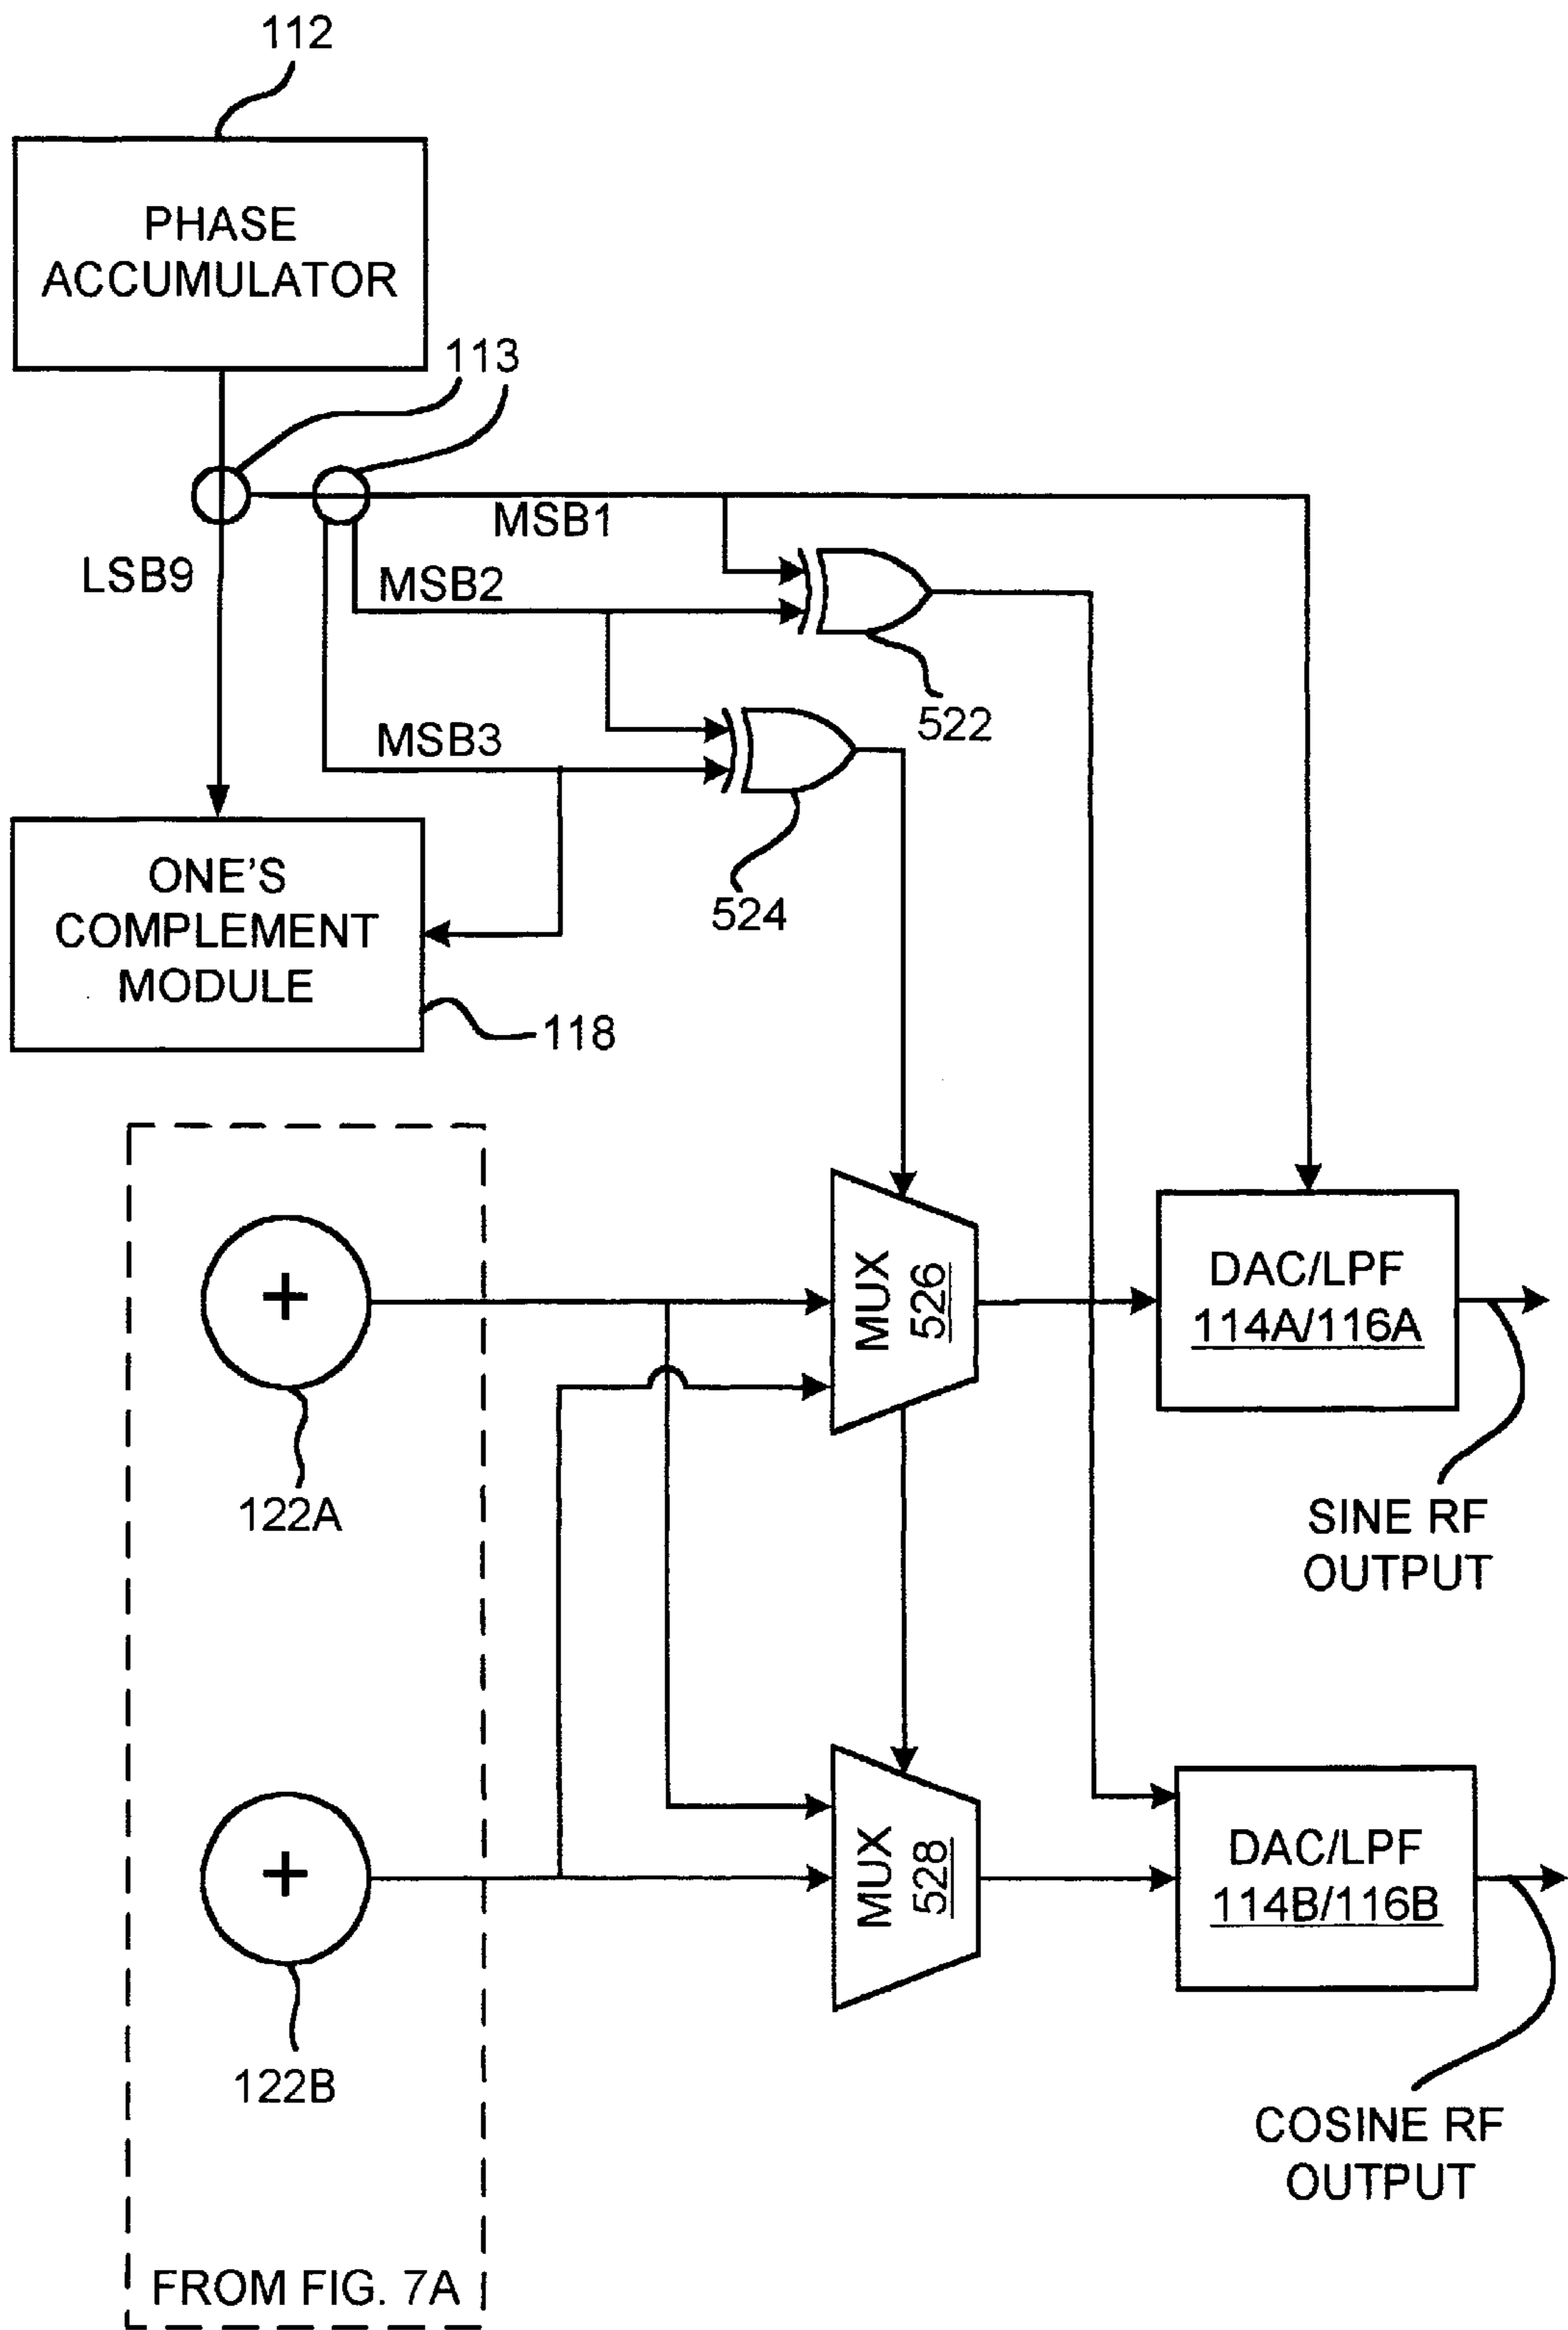 112
PHASE
ACCUMULATOR
113
MSB1
LSB9
MSB2
522
MSB3
524
ONE'S
COMPLEMENT
MODULE
118
122A
MUX
526
DAC/LPF
114A/116A
SINE RF
OUTPUT
122B
MUX
528
DAC/LPF
114B/116B
COSINE RF
OUTPUT
FROM FIG. 7A